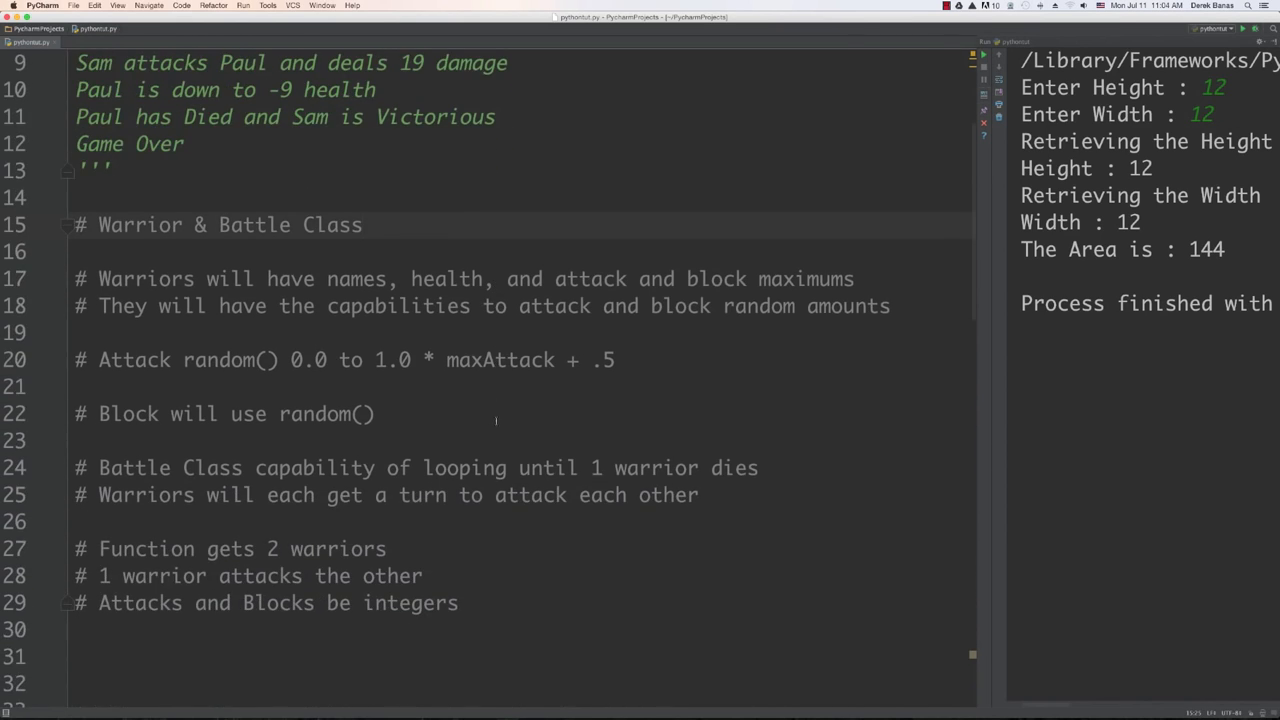 PyCharm File Edit View Navigate Code Refactor Run Tools VCS Window Help
10 Mon Jul 11 11:04 AM Derek Banas
pythontut.py - PycharmProjects - [~/PycharmProjects]
PycharmProjects pythontut.py
pythontut
pythontut.py
Run: pythontut
9 Sam attacks Paul and deals 19 damage
10 Paul is down to -9 health
11 Paul has Died and Sam is Victorious
12 Game Over
13 '''
14
15 # Warrior & Battle Class
16
17 # Warriors will have names, health, and attack and block maximums
18 # They will have the capabilities to attack and block random amounts
19
20 # Attack random() 0.0 to 1.0 * maxAttack + .5
21
22 # Block will use random()
23
24 # Battle Class capability of looping until 1 warrior dies
25 # Warriors will each get a turn to attack each other
26
27 # Function gets 2 warriors
28 # 1 warrior attacks the other
29 # Attacks and Blocks be integers
30
31
32
/Library/Frameworks/Py
Enter Height : 12
Enter Width : 12
Retrieving the Height
Height : 12
Retrieving the Width
Width : 12
The Area is : 144
Process finished with
15:25 LF÷ UTF-8